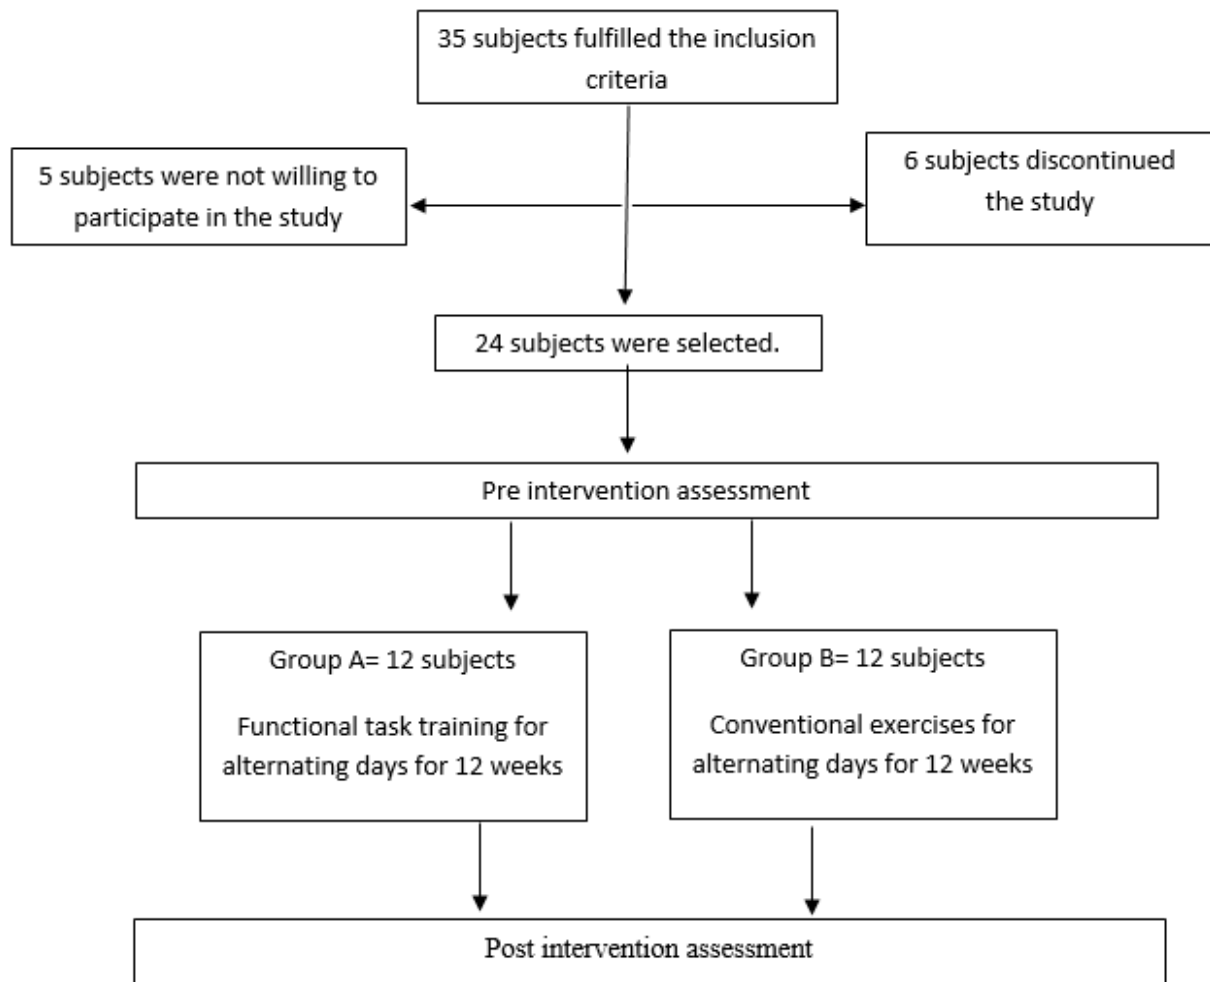 35 subjects fulfilled the inclusion
criteria
5 subjects were not willing to
participate in the study
6 subjects discontinued
the study
24 subjects were selected.
Pre intervention assessment
Group A= 12 subjects
Functional task training for
alternating days for 12 weeks
Group B= 12 subjects
Conventional exercises for
alternating days for 12 weeks
Post intervention assessment